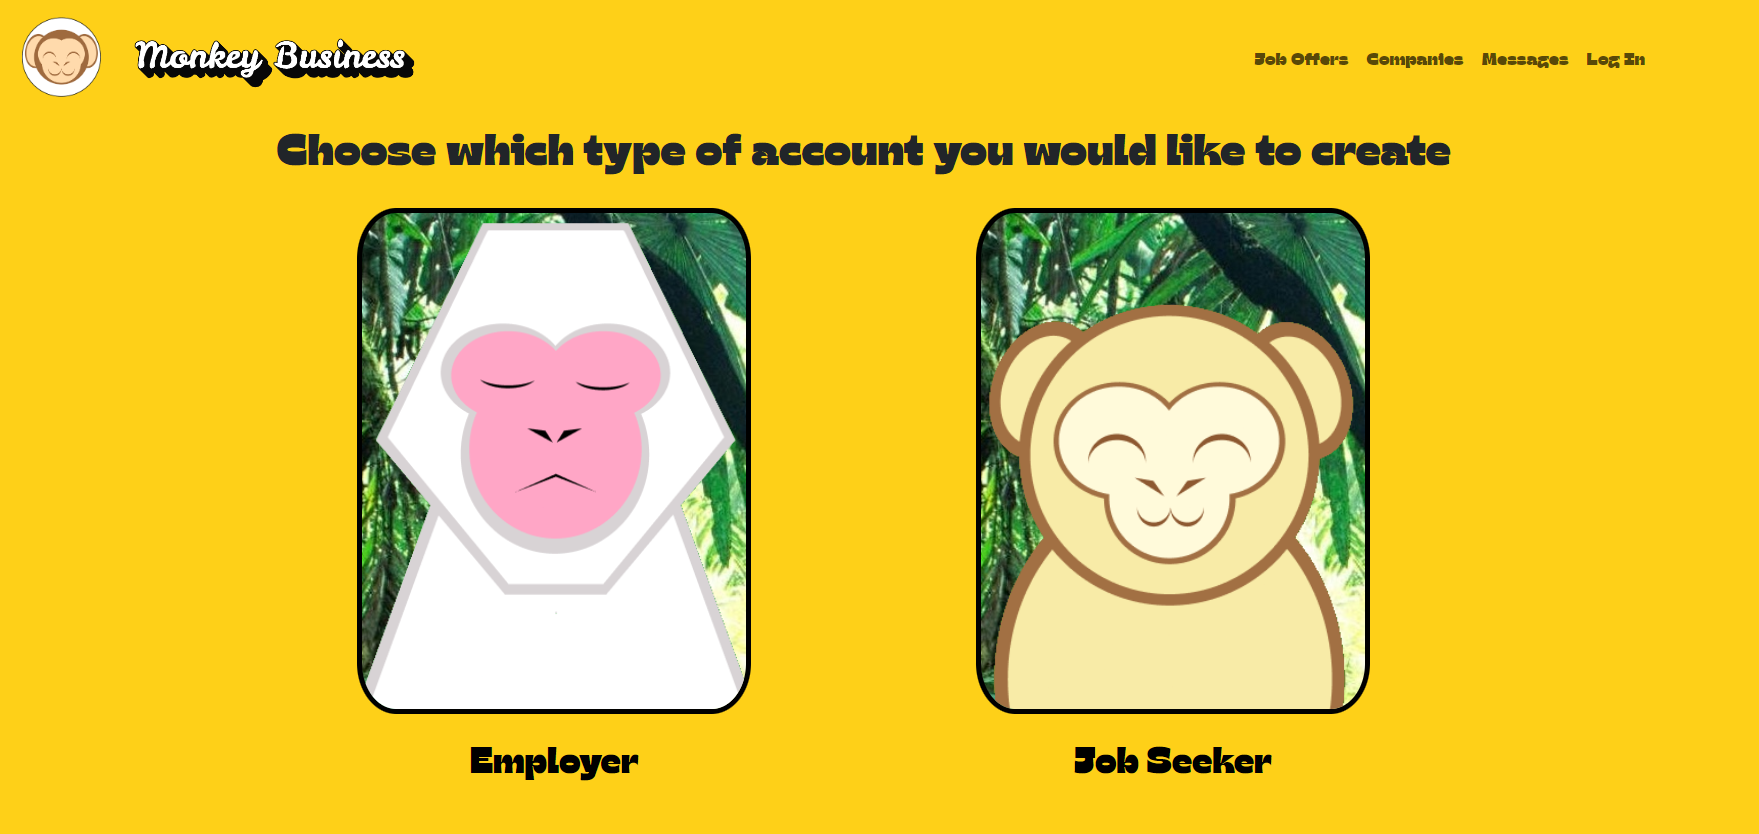 Monkey Business
Job Offers Companies Messages Log In
Choose which type of account you would like to create
Employer
Job Seeker